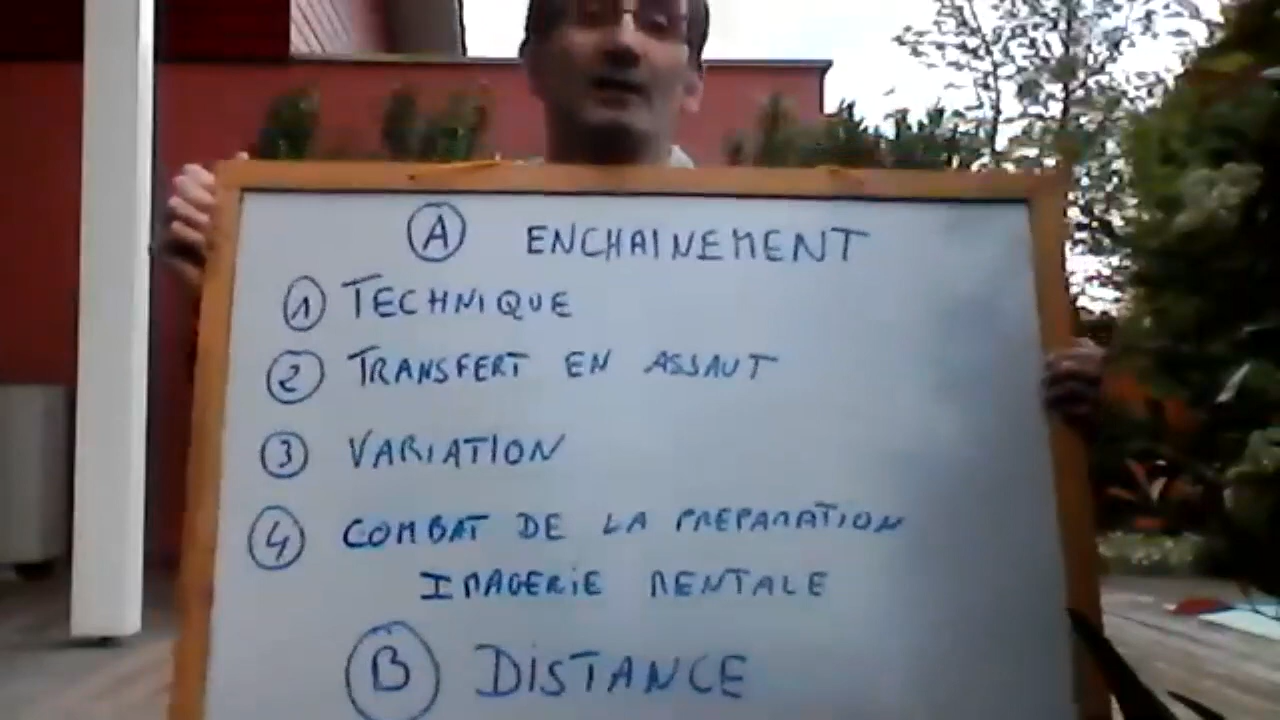 A ENCHAINEMENT
1 TECHNIQUE
2 TRANSFERT EN ASSAUT
3 VARIATION
4 COMBAT DE LA PREPARATION
IMAGERIE MENTALE
B DISTANCE